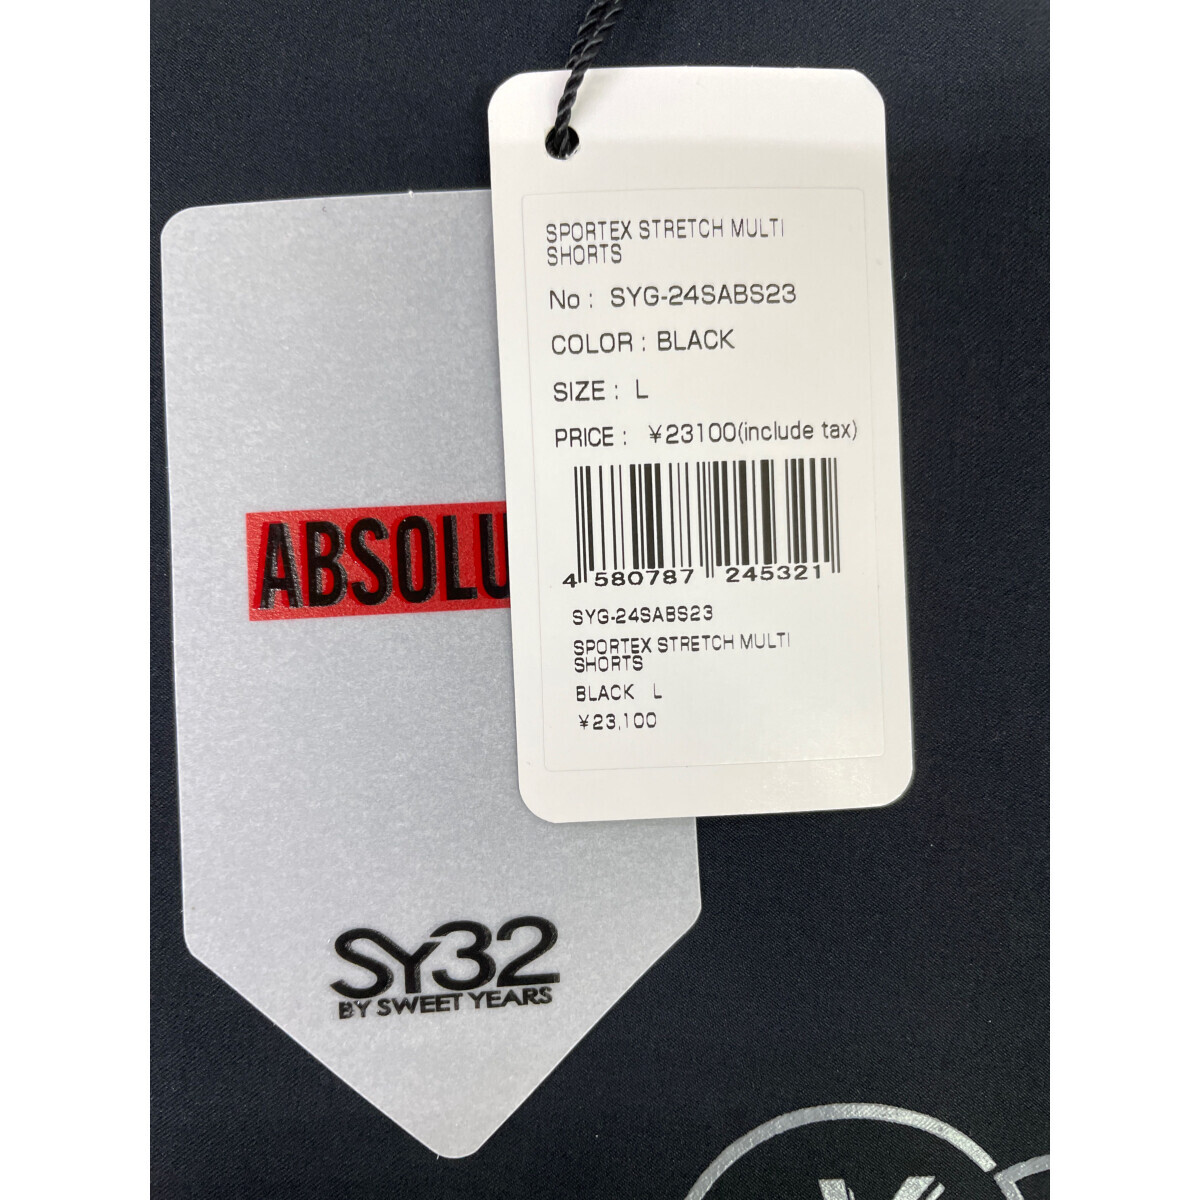 SPORTEX STRETCH MULTI
SHORTS
No : SYG-24SABS23
COLOR : BLACK
SIZE : L
PRICE : ¥23100(include tax)
4 580787 245321
SYG-24SABS23
SPORTEX STRETCH MULTI
SHORTS
BLACK L
¥23,100
ABSOLU
SY32
BY SWEET YEARS